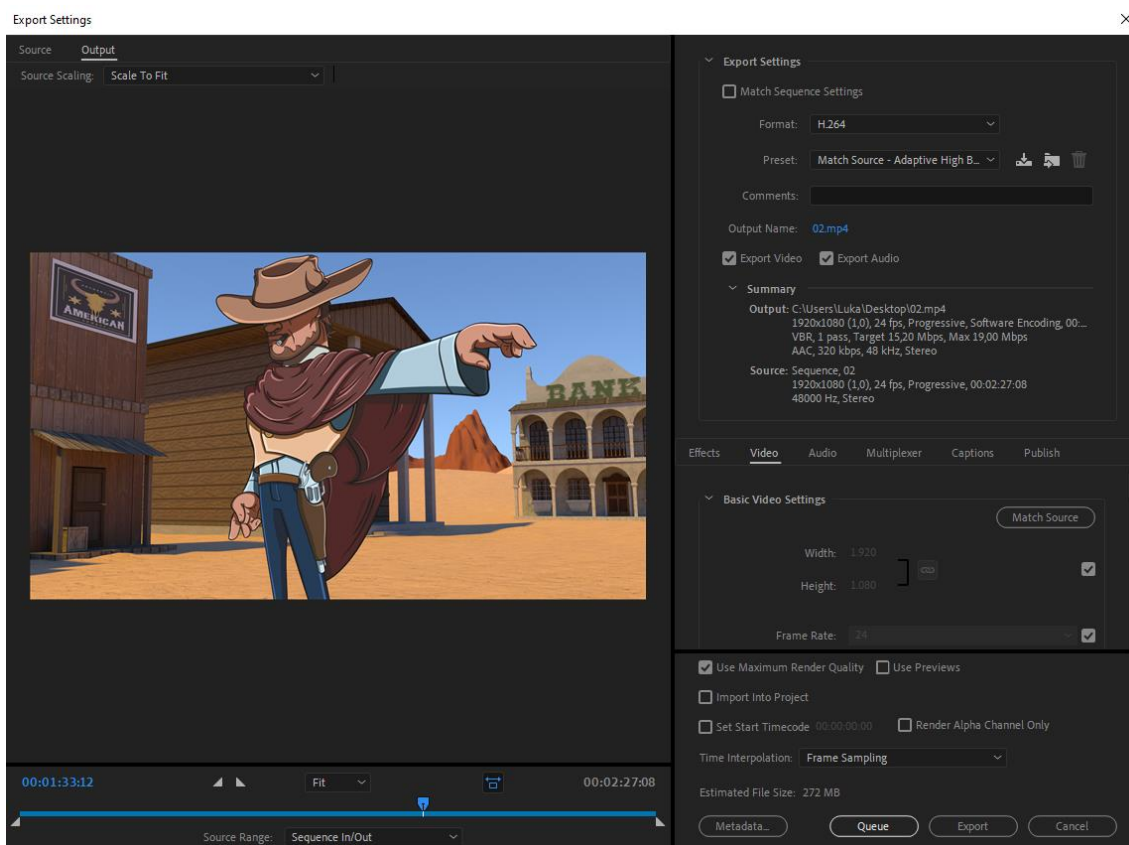 Export Settings
Source Output
Source Scaling: Scale To Fit
AMERICAN
BANK
00:01:33:12 Fit 00:02:27:08
Source Range: Sequence In/Out
Export Settings
Match Sequence Settings
Format: H.264
Preset: Match Source - Adaptive High B...
Comments:
Output Name: 02.mp4
Export Video Export Audio
Summary
Output: C:\Users\Luka\Desktop\02.mp4
1920x1080 (1,0), 24 fps, Progressive, Software Encoding, 00:...
VBR, 1 pass, Target 15,20 Mbps, Max 19,00 Mbps
AAC, 320 kbps, 48 kHz, Stereo
Source: Sequence, 02
1920x1080 (1,0), 24 fps, Progressive, 00:02:27:08
48000 Hz, Stereo
Effects Video Audio Multiplexer Captions Publish
Basic Video Settings
Match Source
Width: 1.920
Height: 1.080
Frame Rate: 24
Use Maximum Render Quality Use Previews
Import Into Project
Set Start Timecode 00:00:00:00 Render Alpha Channel Only
Time Interpolation: Frame Sampling
Estimated File Size: 272 MB
Metadata... Queue Export Cancel